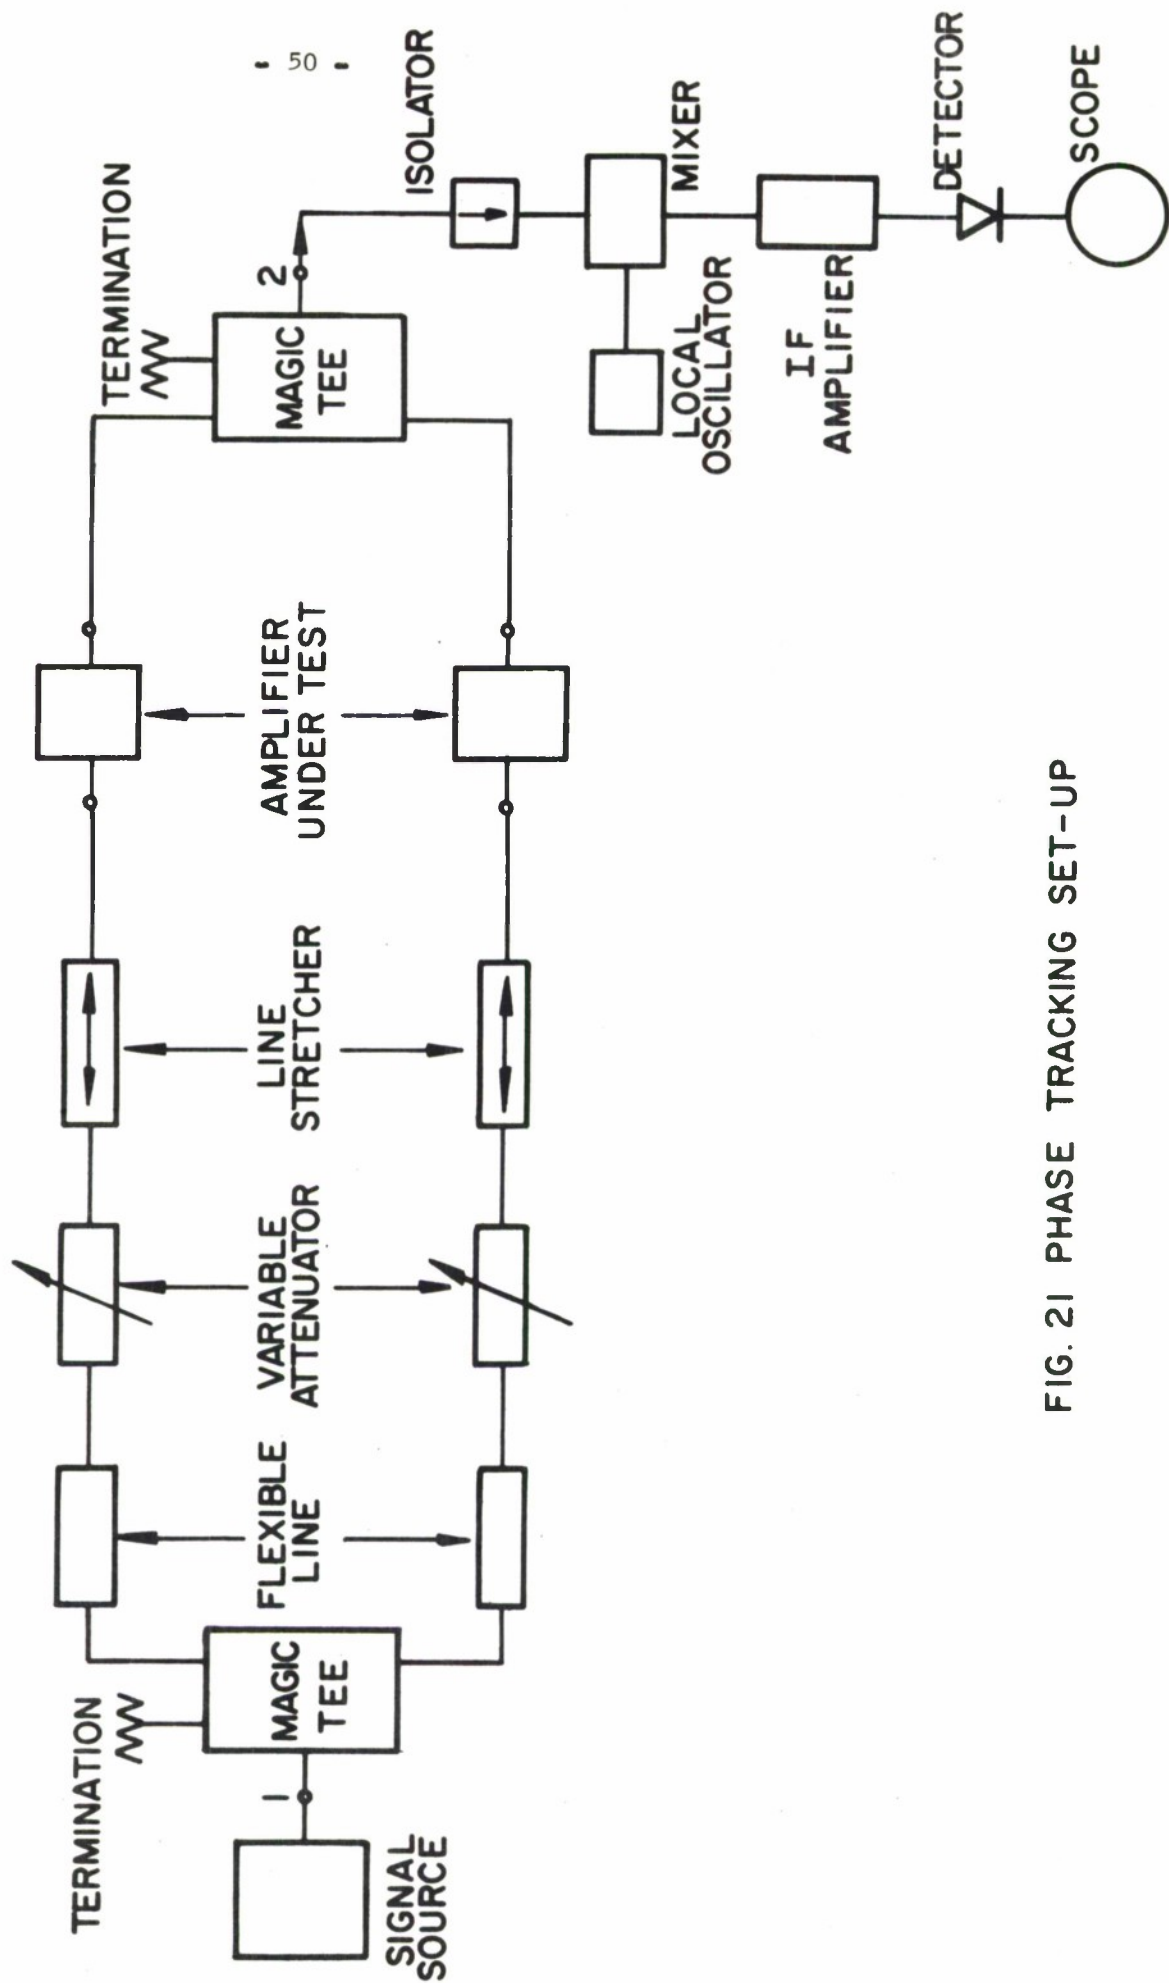 - 50 -
TERMINATION
SIGNAL
SOURCE
1
MAGIC
TEE
FLEXIBLE
LINE
VARIABLE
ATTENUATOR
LINE
STRETCHER
AMPLIFIER
UNDER TEST
TERMINATION
MAGIC
TEE
2
ISOLATOR
MIXER
LOCAL
OSCILLATOR
IF
AMPLIFIER
DETECTOR
SCOPE
FIG. 21 PHASE TRACKING SET-UP